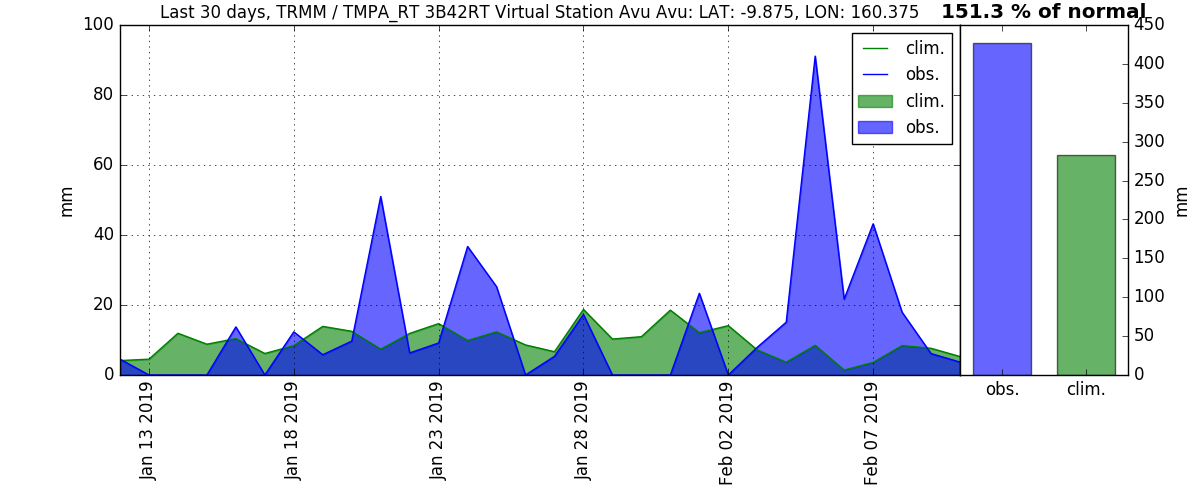 Last 30 days, TRMM / TMPA_RT 3B42RT Virtual Station Avu Avu: LAT: -9.875, LON: 160.375
151.3 % of normal
100
80
60
40
20
0
mm
clim.
obs.
clim.
obs.
450
400
350
300
250
200
150
100
50
0
mm
Jan 13 2019
Jan 18 2019
Jan 23 2019
Jan 28 2019
Feb 02 2019
Feb 07 2019
obs.
clim.